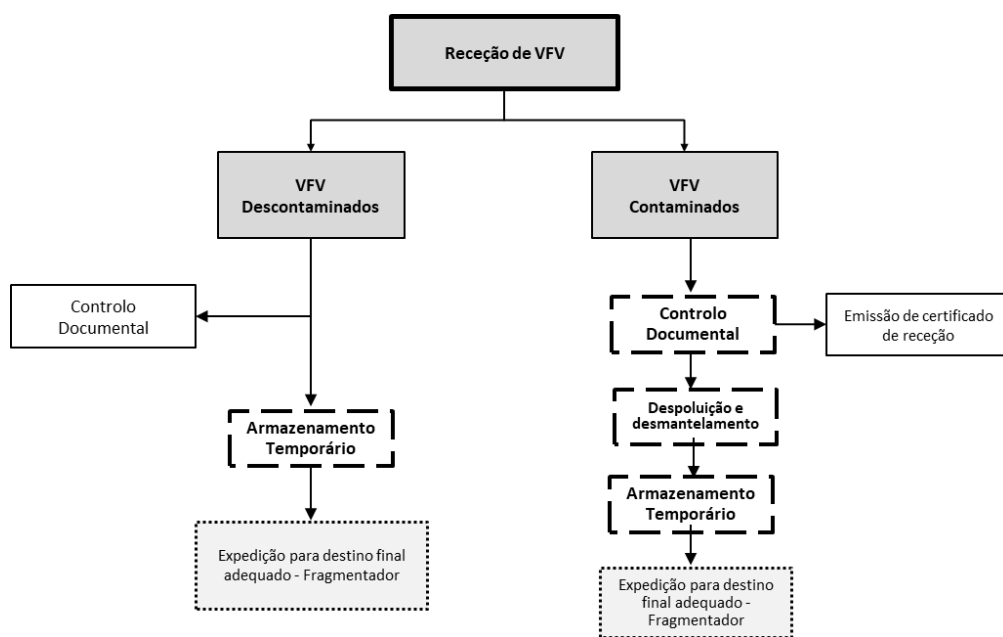 Receção de VFV
VFV
Descontaminados
VFV
Contaminados
Controlo
Documental
Controlo
Documental
Emissão de certificado
de receção
Despoluição e
desmantelamento
Armazenamento
Temporário
Armazenamento
Temporário
Expedição para destino final
adequado - Fragmentador
Expedição para destino
final adequado -
Fragmentador